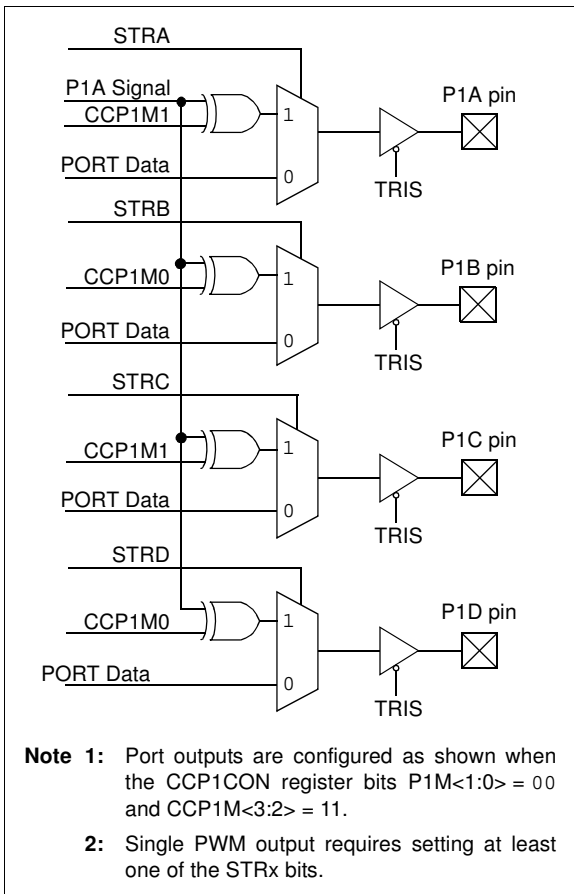 STRA
P1A Signal
CCP1M1
1
P1A pin
PORT Data
0
TRIS
STRB
CCP1M0
1
P1B pin
PORT Data
0
TRIS
STRC
CCP1M1
1
P1C pin
PORT Data
0
TRIS
STRD
CCP1M0
1
P1D pin
PORT Data
0
TRIS
Note 1: Port outputs are configured as shown when
the CCP1CON register bits P1M<1:0> = 00
and CCP1M<3:2> = 11.
2: Single PWM output requires setting at least
one of the STRx bits.